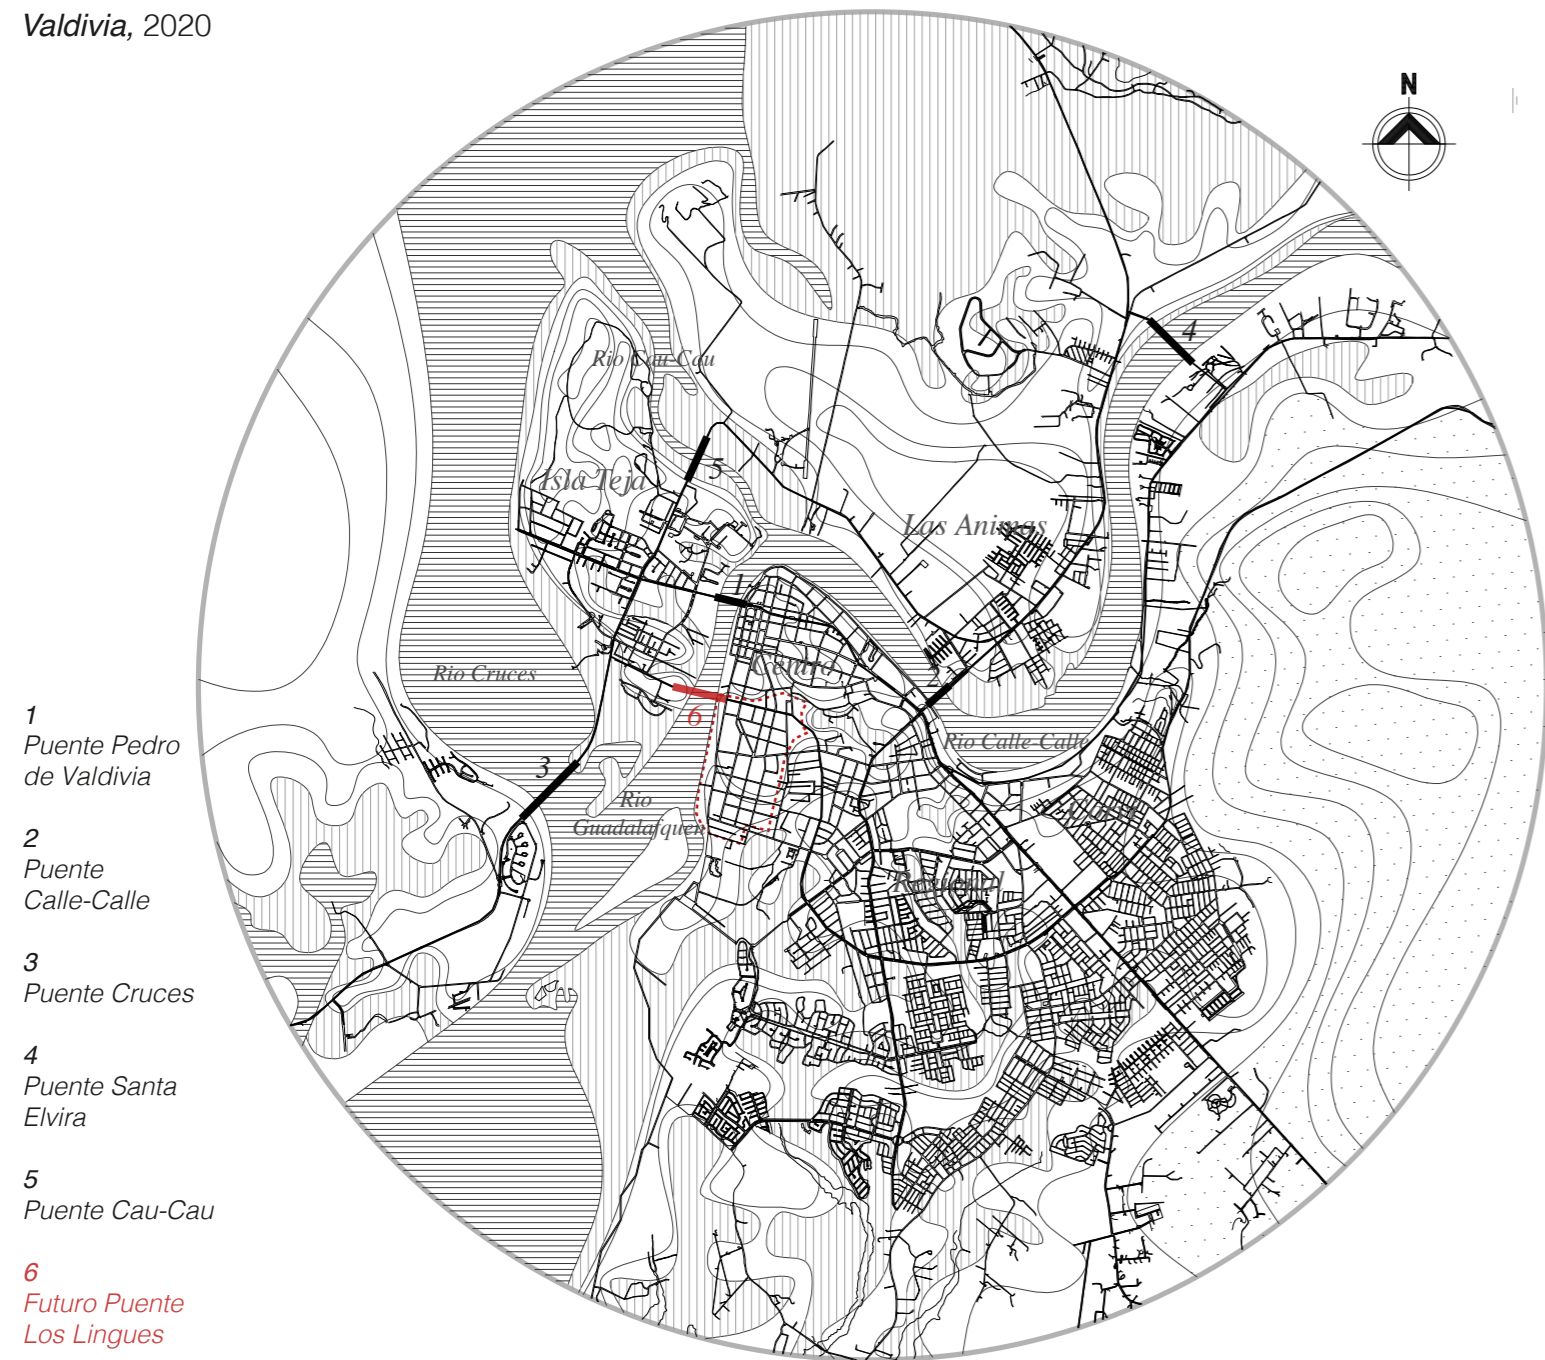 Valdivia, 2020
N
4
Rio Cau-Cau
5
Isla Teja
Las Animas
1
Centro
2
Rio Cruces
6
Rio Calle-Calle
3
Rio
Guadalafquen
Regional
1
Puente Pedro
de Valdivia
2
Puente
Calle-Calle
3
Puente Cruces
4
Puente Santa
Elvira
5
Puente Cau-Cau
6
Futuro Puente
Los Lingues